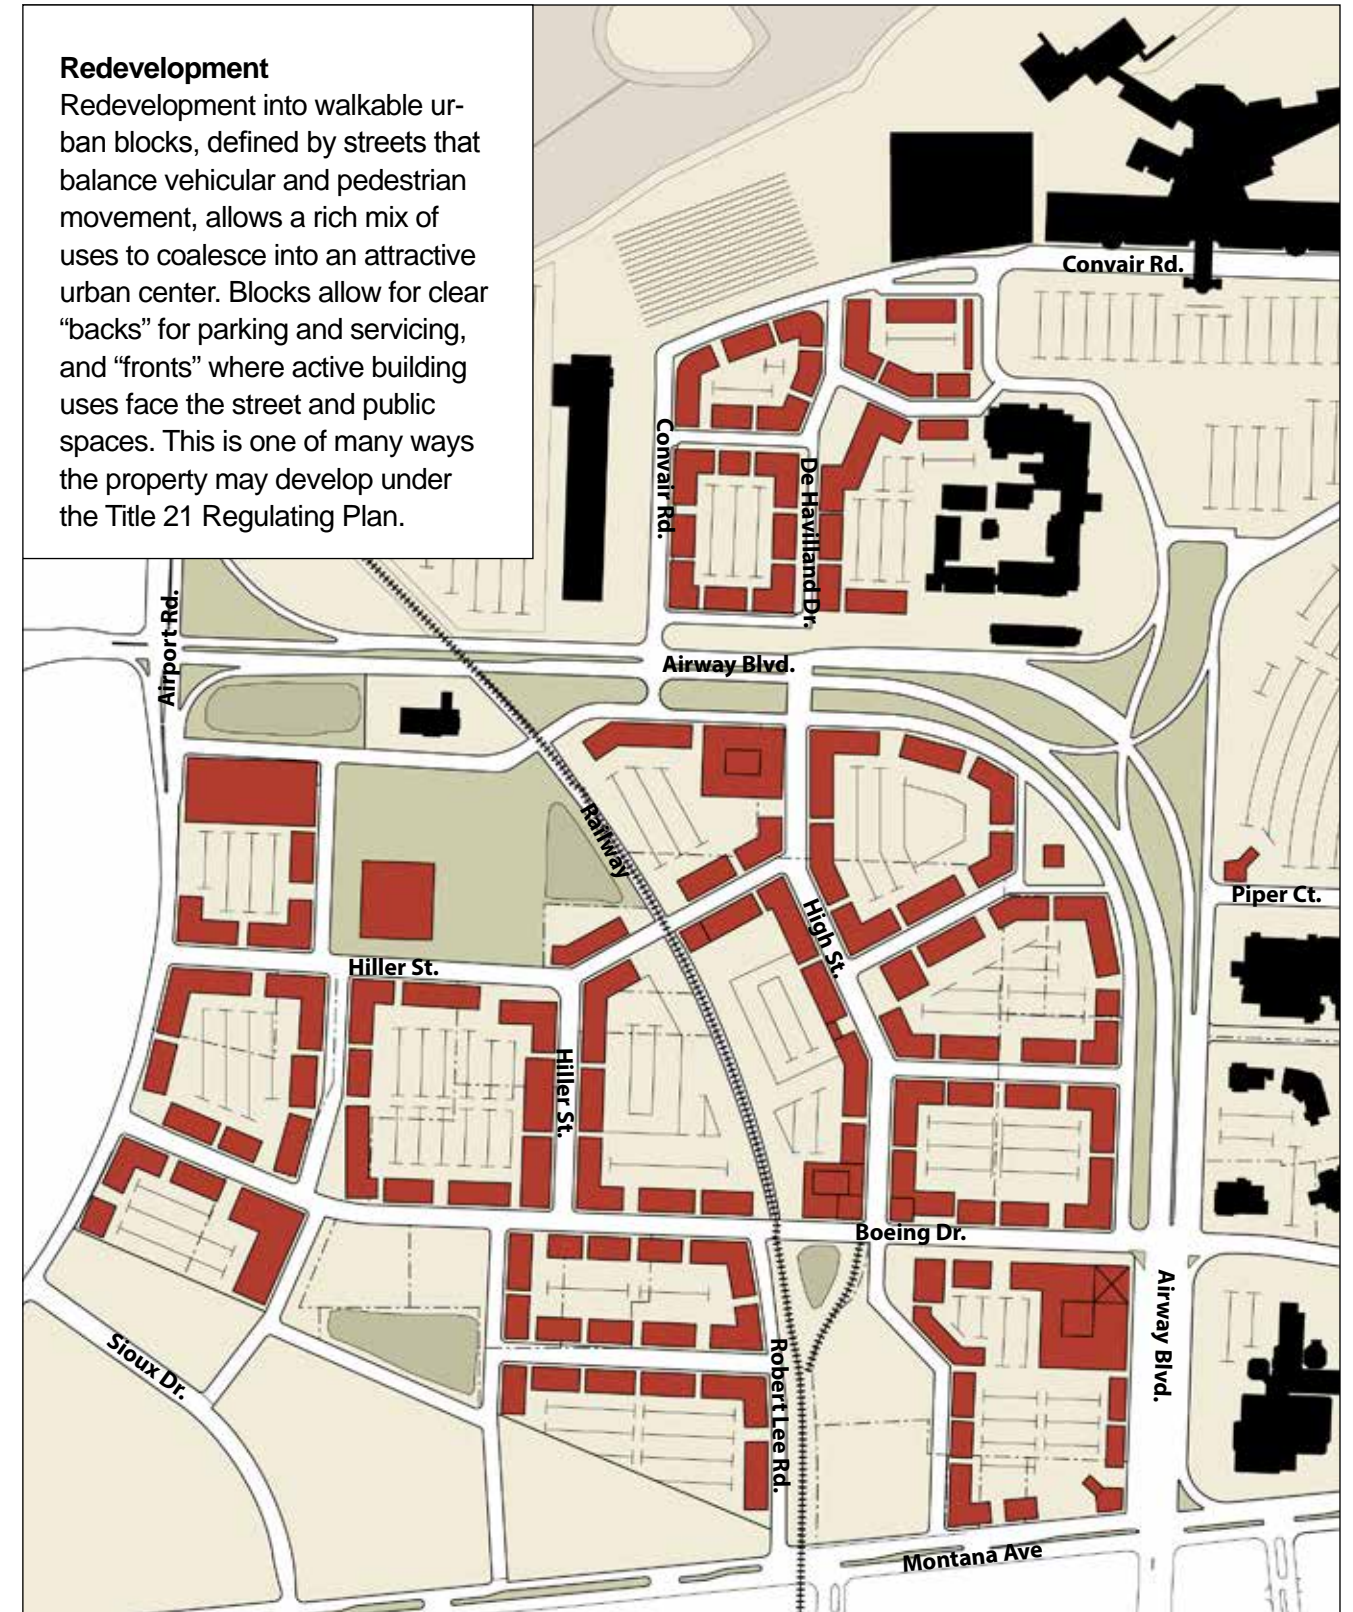 Redevelopment
Redevelopment into walkable ur-
ban blocks, defined by streets that
balance vehicular and pedestrian
movement, allows a rich mix of
uses to coalesce into an attractive
urban center. Blocks allow for clear
“backs” for parking and servicing,
and “fronts” where active building
uses face the street and public
spaces. This is one of many ways
the property may develop under
the Title 21 Regulating Plan.
Convair Rd.
Convair Rd.
De Havilland Dr.
Airport Rd.
Airway Blvd.
Railway
Piper Ct.
High St.
Hiller St.
Hiller St.
Boeing Dr.
Airway Blvd.
Sioux Dr.
Robert Lee Rd.
Montana Ave